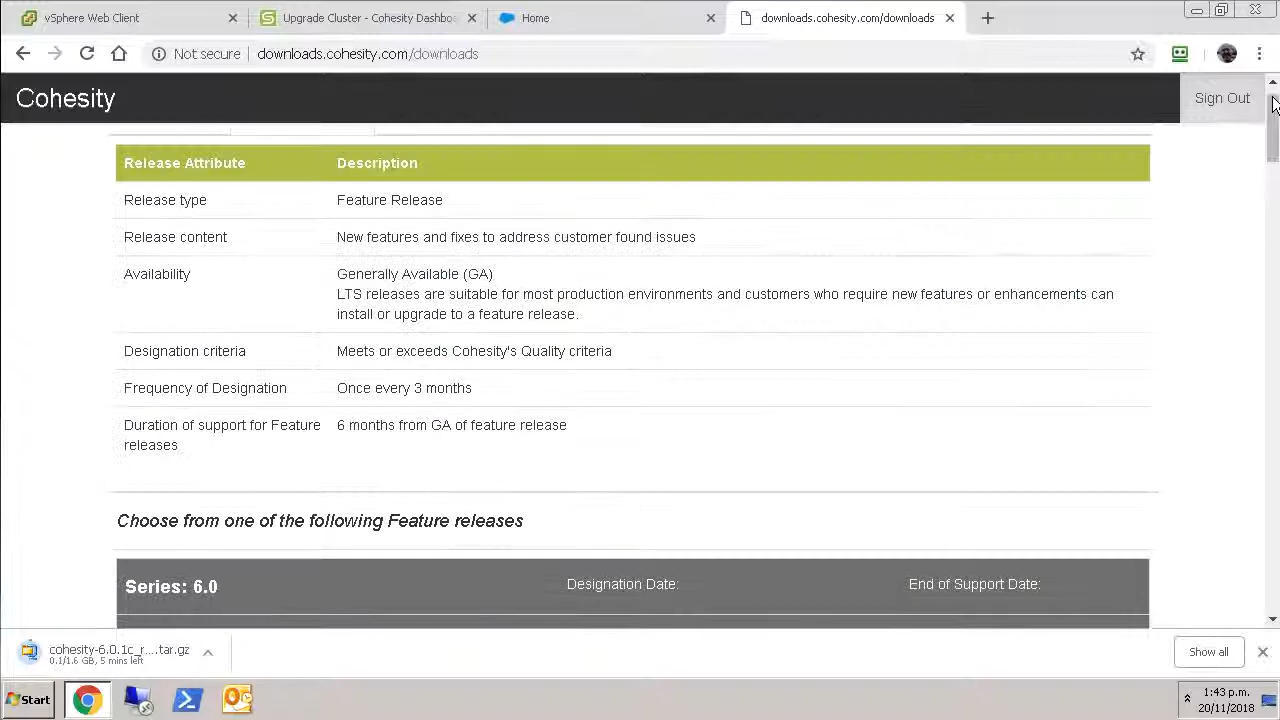 vSphere Web Client
Upgrade Cluster - Cohesity Dashbo
Home
downloads.cohesity.com/downloads
Not secure
downloads.cohesity.com/downloads
Cohesity
Sign Out
Release Attribute Description
Release type Feature Release
Release content New features and fixes to address customer found issues
Availability Generally Available (GA)
LTS releases are suitable for most production environments and customers who require new features or enhancements can
install or upgrade to a feature release.
Designation criteria Meets or exceeds Cohesity's Quality criteria
Frequency of Designation Once every 3 months
Duration of support for Feature 6 months from GA of feature release
releases
Choose from one of the following Feature releases
Series: 6.0 Designation Date: End of Support Date:
cohesity-6.0.1c_r....tar.gz
0.1/1.6 GB, 5 mins left
Show all
Start
1:43 p.m.
20/11/2018